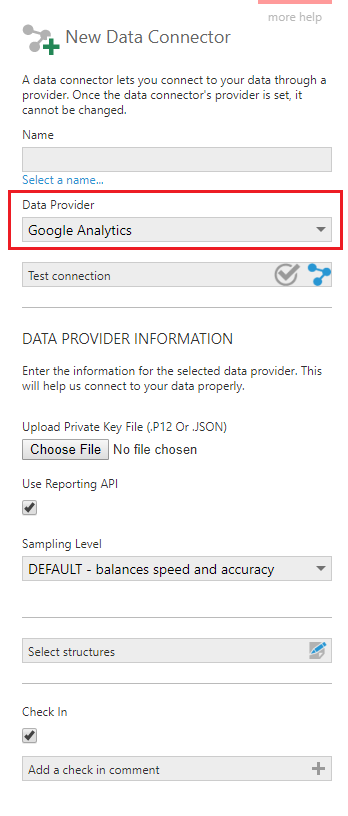 more help
New Data Connector
A data connector lets you connect to your data through a
provider. Once the data connector's provider is set, it
cannot be changed.
Name
Select a name...
Data Provider
Google Analytics
Test connection
DATA PROVIDER INFORMATION
Enter the information for the selected data provider. This
will help us connect to your data properly.
Upload Private Key File (.P12 Or .JSON)
Choose File No file chosen
Use Reporting API
Sampling Level
DEFAULT - balances speed and accuracy
Select structures
Check In
Add a check in comment